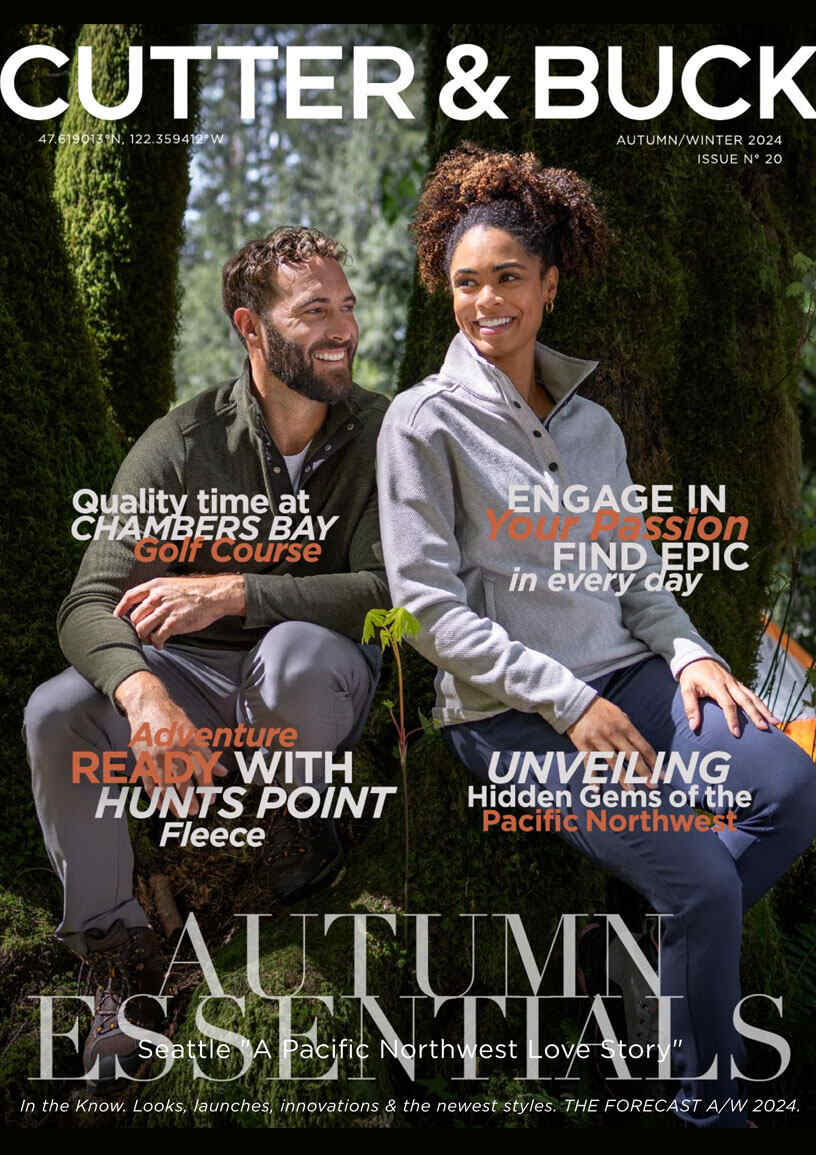 CUTTER & BUCK
47.619013°N, 122.359412°W
AUTUMN/WINTER 2024
ISSUE N° 20
Quality time at
CHAMBERS BAY
Golf Course
ENGAGE IN
Your Passion
FIND EPIC
in every day
Adventure
READY WITH
HUNTS POINT
Fleece
UNVEILING
Hidden Gems of the
Pacific Northwest
AUTUMN
ESSENTIALS
Seattle "A Pacific Northwest Love Story"
In the Know. Looks, launches, innovations & the newest styles. THE FORECAST A/W 2024.